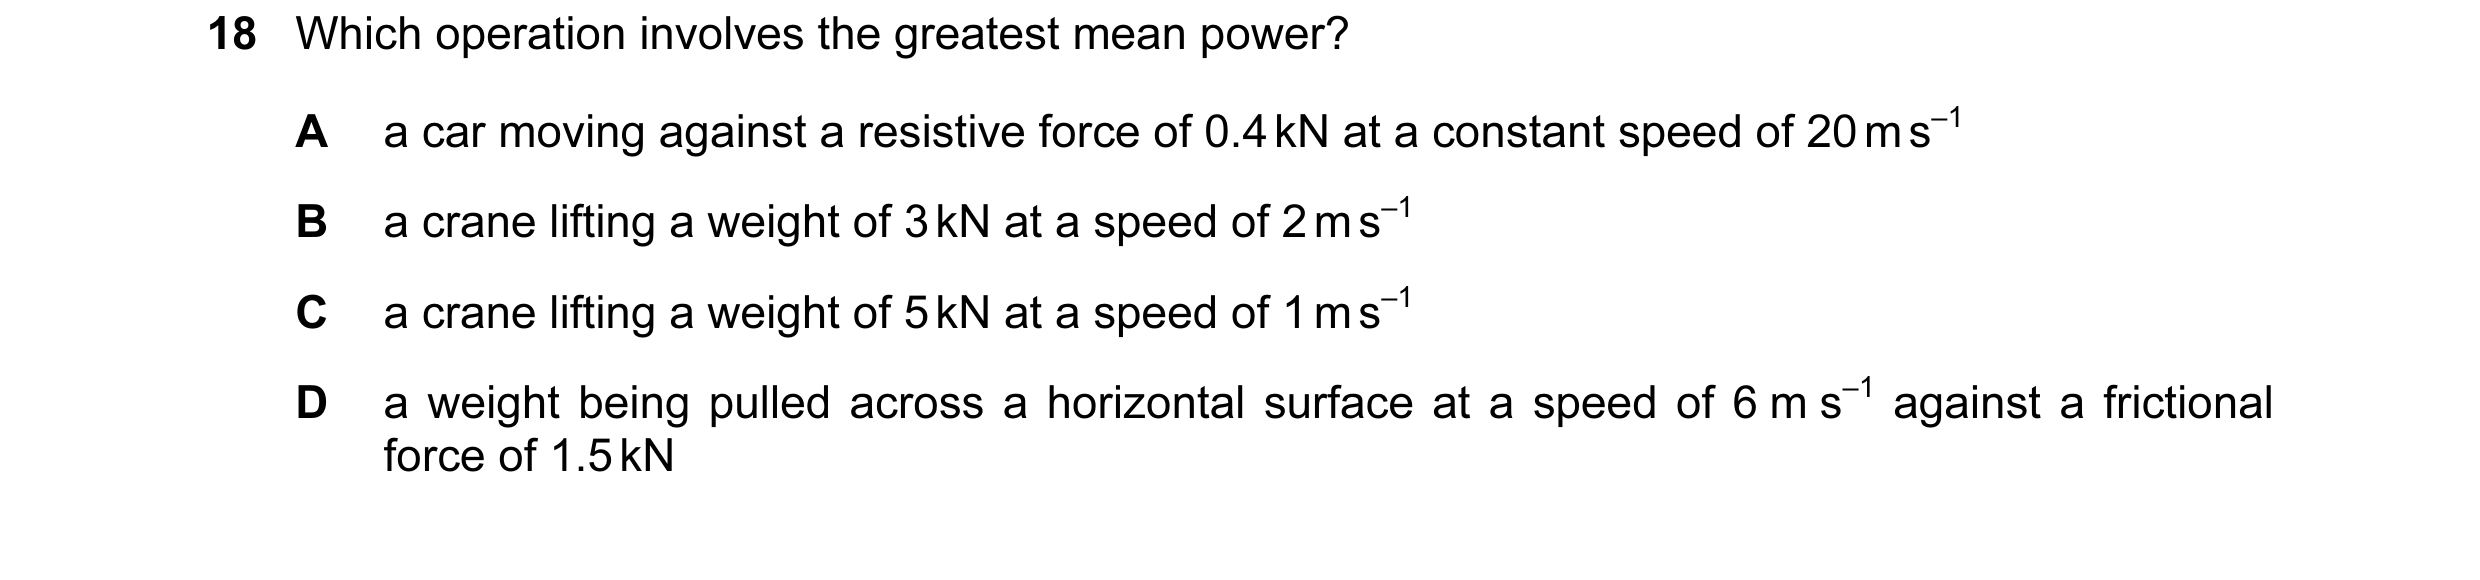 18 Which operation involves the greatest mean power?
A a car moving against a resistive force of 0.4 kN at a constant speed of 20 m s⁻¹
B a crane lifting a weight of 3 kN at a speed of 2 m s⁻¹
C a crane lifting a weight of 5 kN at a speed of 1 m s⁻¹
D a weight being pulled across a horizontal surface at a speed of 6 m s⁻¹ against a frictional
force of 1.5 kN